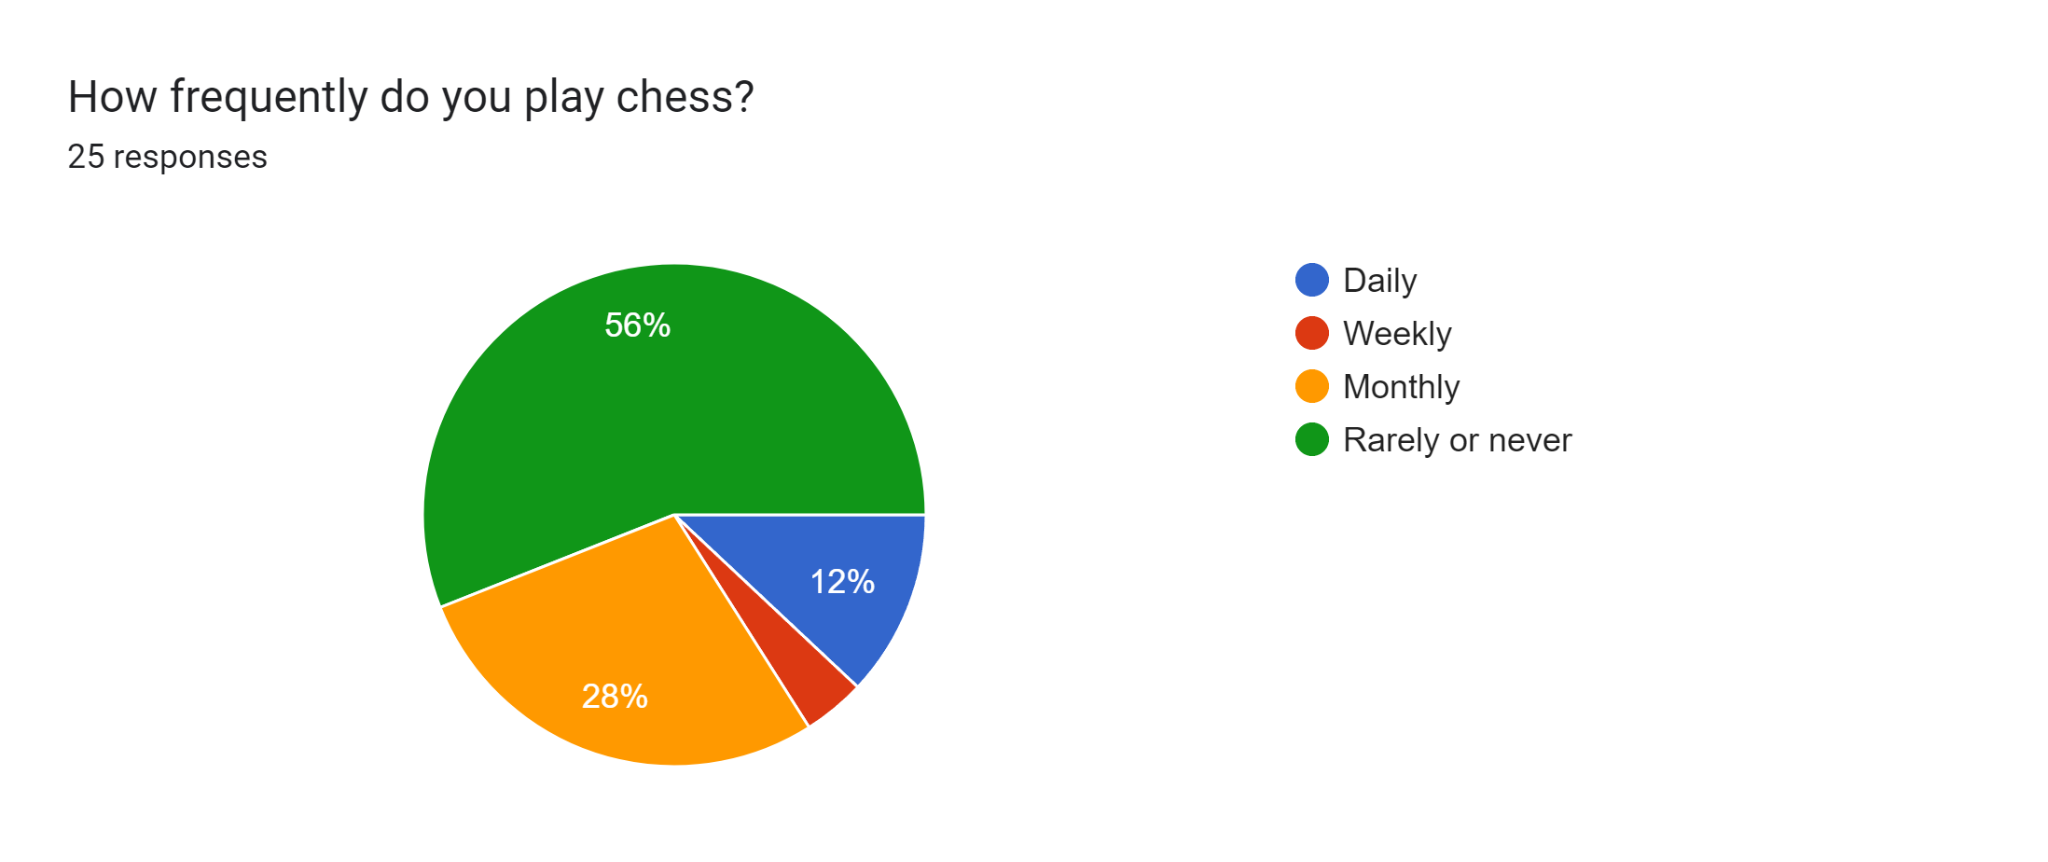 How frequently do you play chess?
25 responses
56%
12%
28%
Daily
Weekly
Monthly
Rarely or never